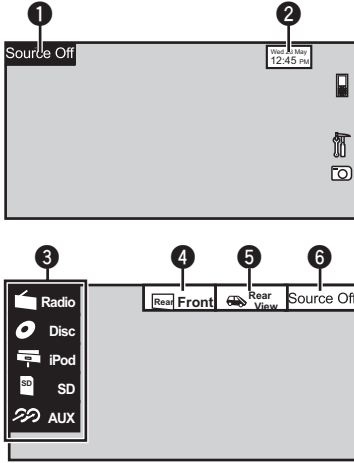 1
2
Source Off
Wed 28 May
12:45 PM
3
4
5
6
Radio
Disc
iPod
SD
SD
AUX
Rear Front
Rear
View
Source Off